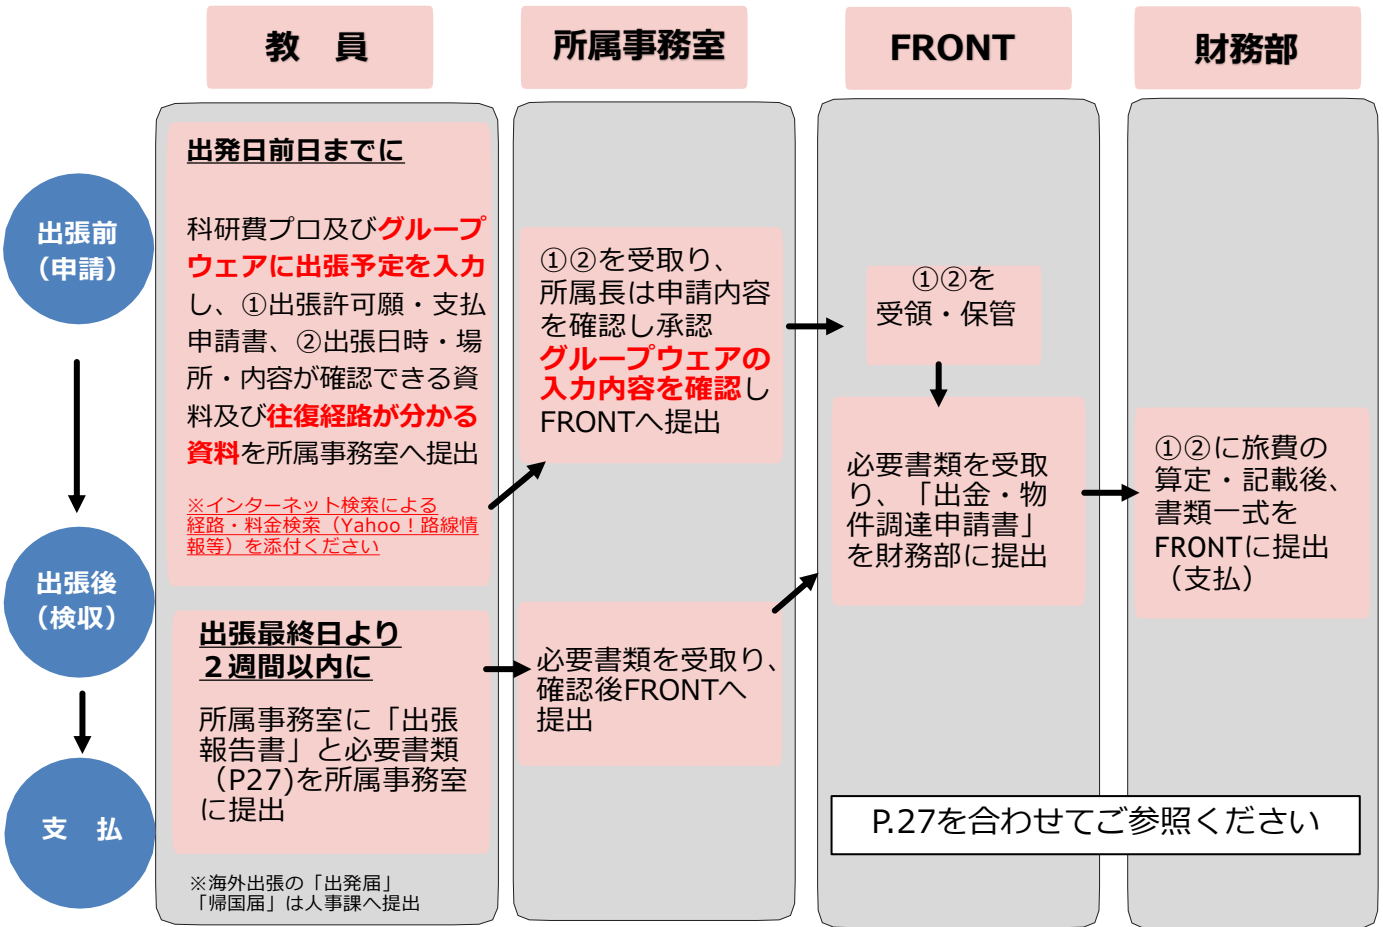 教　員
所属事務室
FRONT
財務部
出張前
（申請）
出張後
（検収）
支　払
出発日前日までに
科研費プロ及びグループ
ウェアに出張予定を入力
し、①出張許可願・支払
申請書、②出張日時・場
所・内容が確認できる資
料及び往復経路が分かる
資料を所属事務室へ提出
※インターネット検索による
経路・料金検索（Yahoo！路線情
報等）を添付ください
出張最終日より
２週間以内に
所属事務室に「出張
報告書」と必要書類
（P27)を所属事務室
に提出
※海外出張の「出発届」
「帰国届」は人事課へ提出
①②を受取り、
所属長は申請内容
を確認し承認
グループウェアの
入力内容を確認し
FRONTへ提出
必要書類を受取り、
確認後FRONTへ
提出
①②を
受領・保管
必要書類を受取
り、「出金・物
件調達申請書」
を財務部に提出
①②に旅費の
算定・記載後、
書類一式を
FRONTに提出
（支払）
P.27を合わせてご参照ください